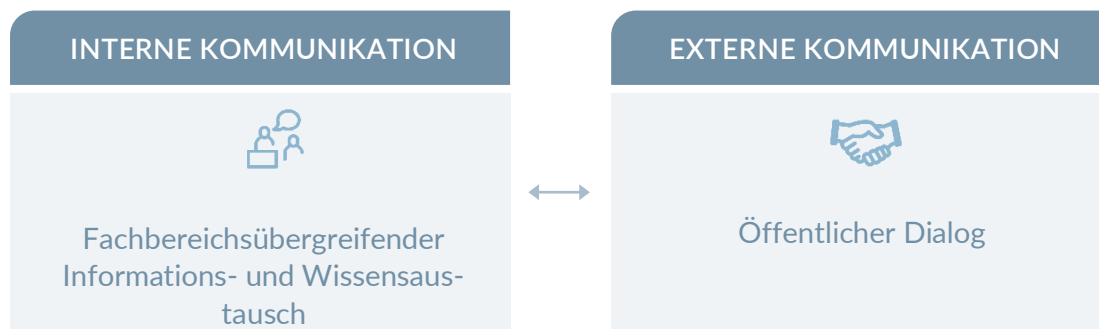 INTERNE KOMMUNIKATION
Fachbereichsübergreifender
Informations- und Wissensaus-
tausch
EXTERNE KOMMUNIKATION
Öffentlicher Dialog